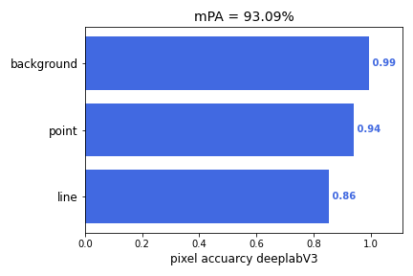 mPA = 93.09%
background
0.99
point
0.94
line
0.86
0.0 0.2 0.4 0.6 0.8 1.0
pixel accuarcy deeplabV3